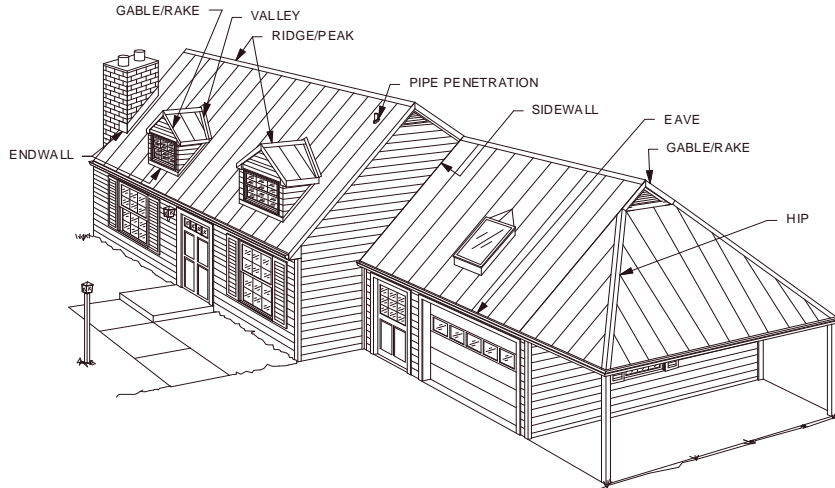 GABLE/RAKE
VALLEY
RIDGE/PEAK
PIPE PENETRATION
SIDEWALL
EAVE
ENDWALL
GABLE/RAKE
HIP